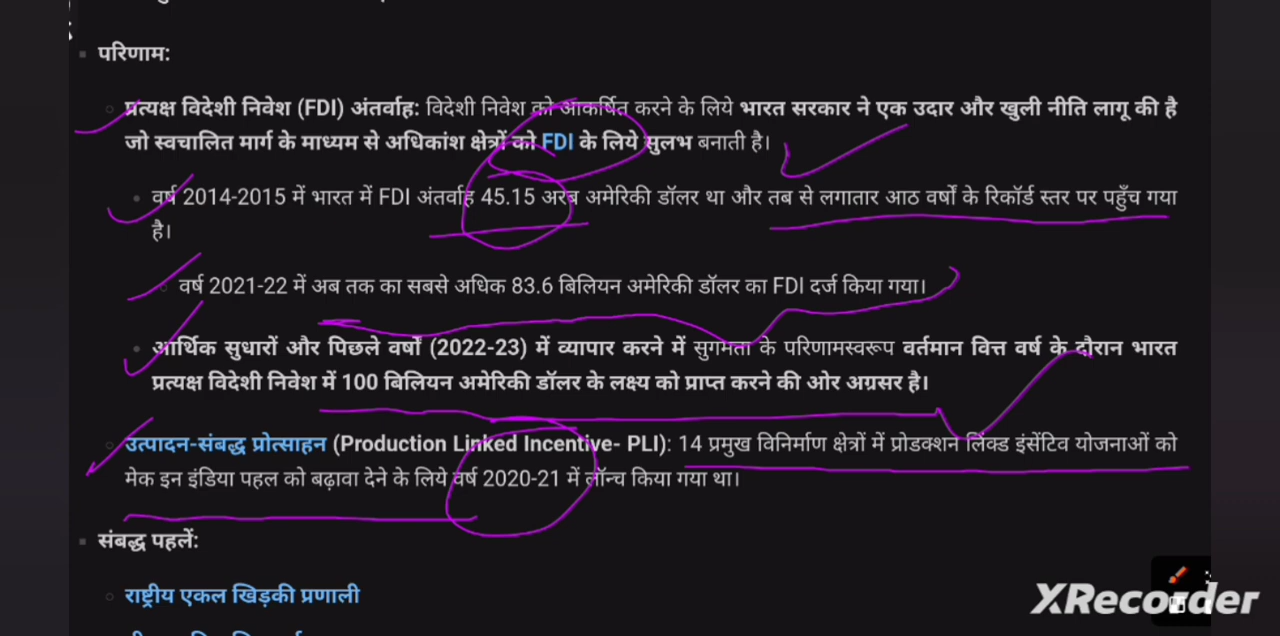 परिणाम:
प्रत्यक्ष विदेशी निवेश (FDI) अंतर्वाह: विदेशी निवेश को आकर्षित करने के लिये भारत सरकार ने एक उदार और खुली नीति लागू की है
जो स्वचालित मार्ग के माध्यम से अधिकांश क्षेत्रों को FDI के लिये सुलभ बनाती है।
वर्ष 2014-2015 में भारत में FDI अंतर्वाह 45.15 अरब अमेरिकी डॉलर था और तब से लगातार आठ वर्षों के रिकॉर्ड स्तर पर पहुँच गया
है।
वर्ष 2021-22 में अब तक का सबसे अधिक 83.6 बिलियन अमेरिकी डॉलर का FDI दर्ज किया गया।
आर्थिक सुधारों और पिछले वर्षों (2022-23) में व्यापार करने में सुगमता के परिणामस्वरूप वर्तमान वित्त वर्ष के दौरान भारत
प्रत्यक्ष विदेशी निवेश में 100 बिलियन अमेरिकी डॉलर के लक्ष्य को प्राप्त करने की ओर अग्रसर है।
उत्पादन-संबद्ध प्रोत्साहन (Production Linked Incentive- PLI): 14 प्रमुख विनिर्माण क्षेत्रों में प्रोडक्शन लिंक्ड इंसेंटिव योजनाओं को
मेक इन इंडिया पहल को बढ़ावा देने के लिये वर्ष 2020-21 में लॉन्च किया गया था।
संबद्ध पहलें:
राष्ट्रीय एकल खिड़की प्रणाली
XRecorder